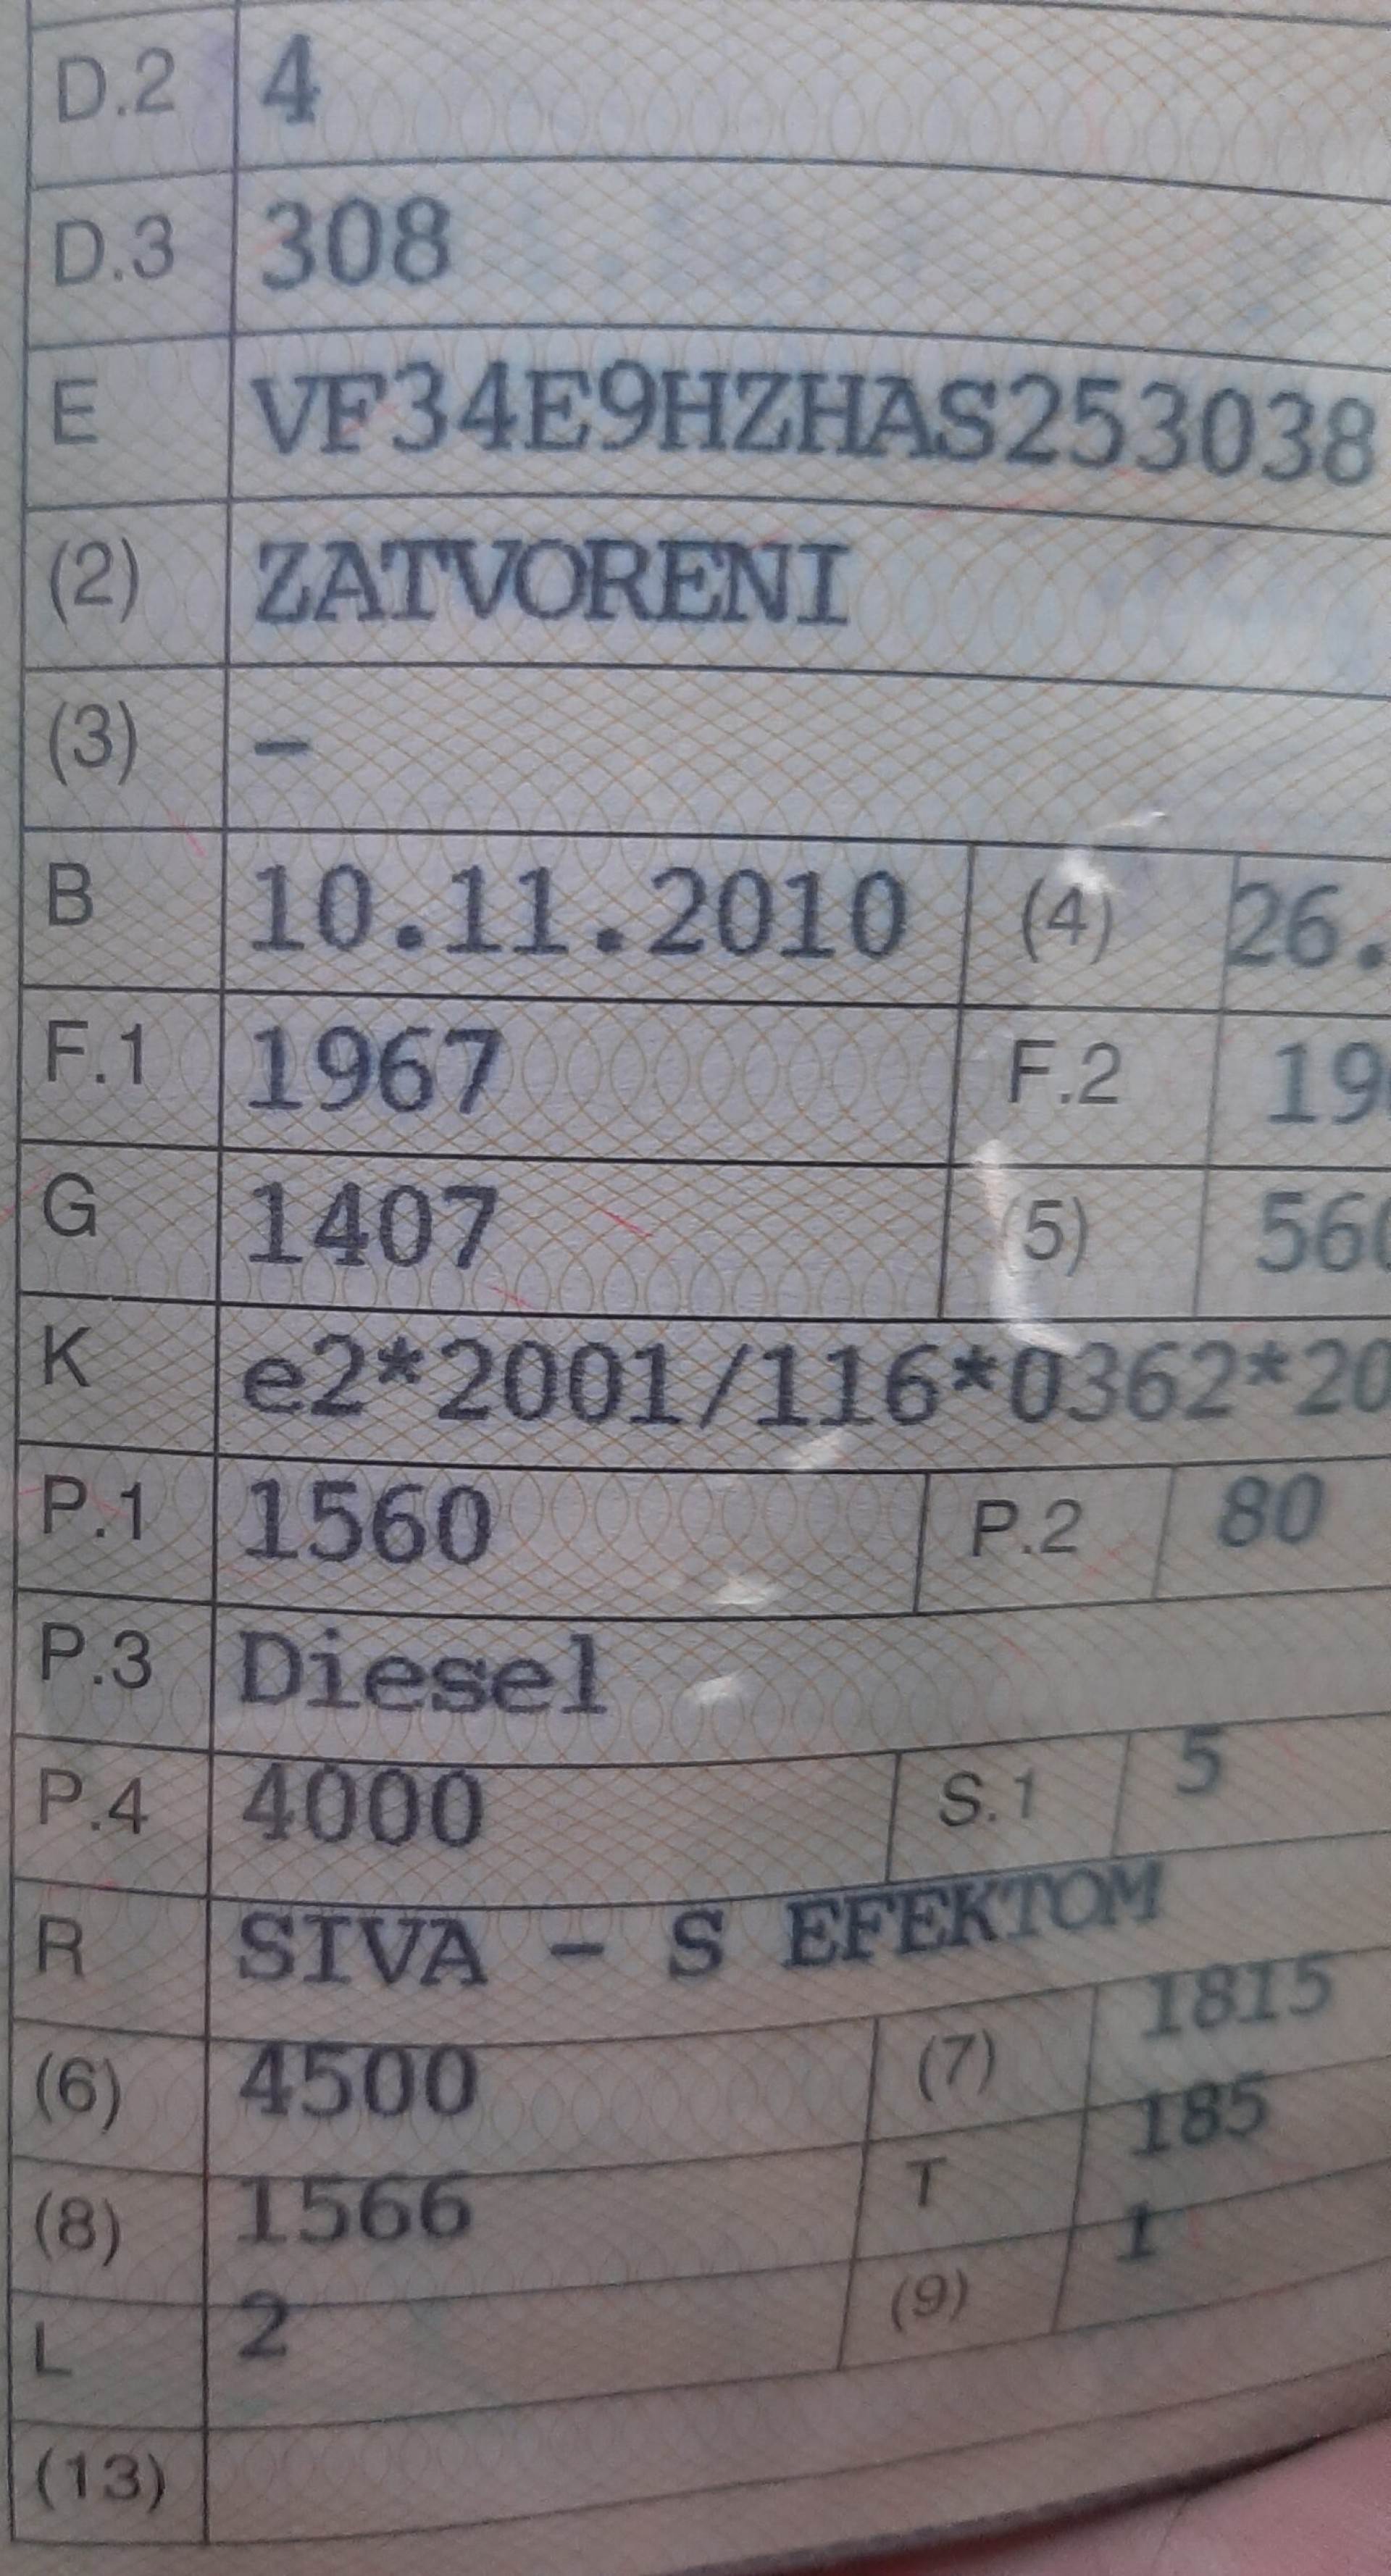 D.2 4
D.3 308
E VF34E9HZHAS253038
(2) ZATVORENI
(3) –
B 10.11.2010 (4) 26.
F.1 1967 F.2 19
G 1407 (5) 560
K e2*2001/116*0362*20
P.1 1560 P.2 80
P.3 Diesel
P.4 4000 S.1 5
R SIVA – S EFEKTOM
(6) 4500 (7) 1815
(8) 1566 T 185
L 2 (9) 1
(13)